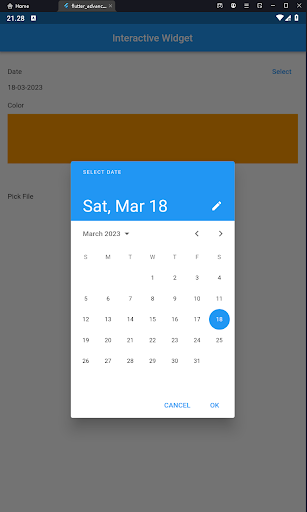 Home flutter_advanc...
21.28
Interactive Widget
Date Select
18-03-2023
Color
SELECT DATE
Sat, Mar 18
March 2023
S M T W T F S
1 2 3 4
5 6 7 8 9 10 11
12 13 14 15 16 17 18
19 20 21 22 23 24 25
26 27 28 29 30 31
CANCEL OK
Pick File